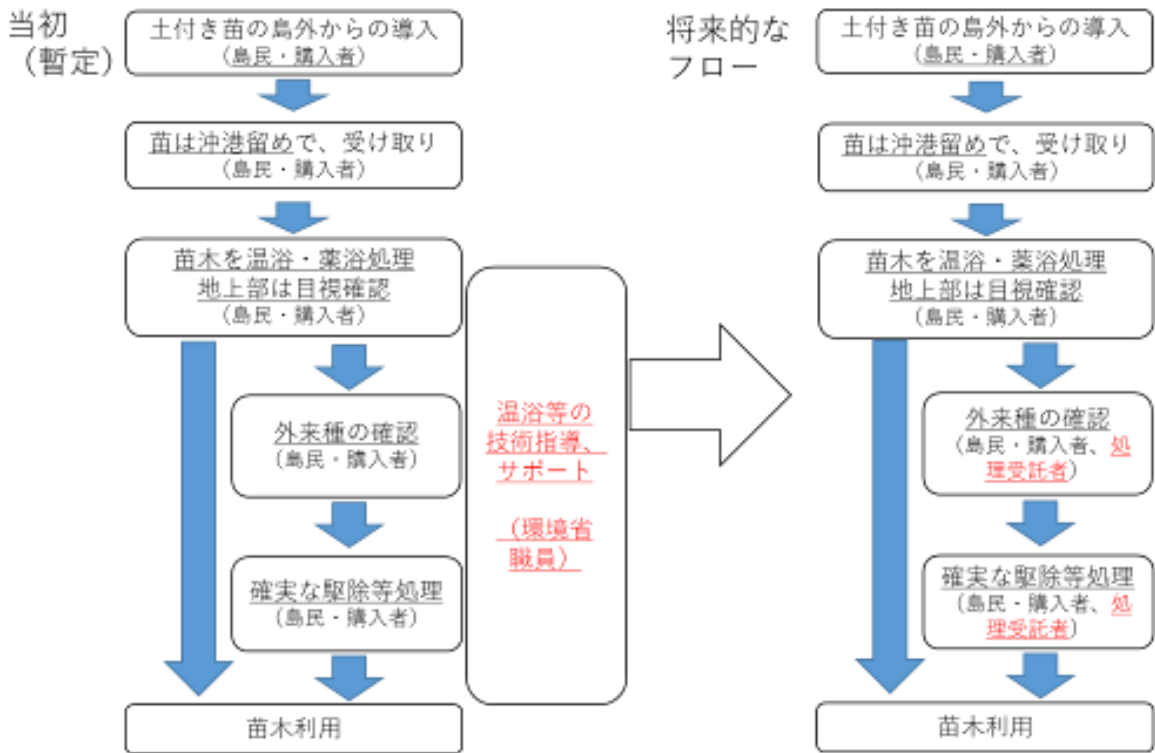 当初
（暫定）
土付き苗の島外からの導入
（島民・購入者）
苗は沖港留めで、受け取り
（島民・購入者）
苗木を温浴・薬浴処理
地上部は目視確認
（島民・購入者）
外来種の確認
（島民・購入者）
確実な駆除等処理
（島民・購入者）
苗木利用
温浴等の
技術指導、
サポート
（環境省
職員）
将来的な
フロー
土付き苗の島外からの導入
（島民・購入者）
苗は沖港留めで、受け取り
（島民・購入者）
苗木を温浴・薬浴処理
地上部は目視確認
（島民・購入者）
外来種の確認
（島民・購入者、処
理受託者）
確実な駆除等処理
（島民・購入者、処
理受託者）
苗木利用